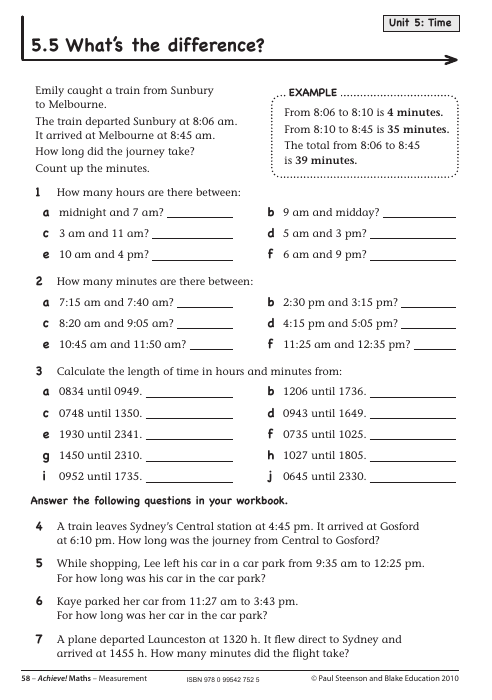 Unit 5: Time
5.5 What's the difference?
Emily caught a train from Sunbury
to Melbourne.
The train departed Sunbury at 8:06 am.
It arrived at Melbourne at 8:45 am.
How long did the journey take?
Count up the minutes.
EXAMPLE
From 8:06 to 8:10 is 4 minutes.
From 8:10 to 8:45 is 35 minutes.
The total from 8:06 to 8:45
is 39 minutes.
1 How many hours are there between:
a midnight and 7 am?
b 9 am and midday?
c 3 am and 11 am?
d 5 am and 3 pm?
e 10 am and 4 pm?
f 6 am and 9 pm?
2 How many minutes are there between:
a 7:15 am and 7:40 am?
b 2:30 pm and 3:15 pm?
c 8:20 am and 9:05 am?
d 4:15 pm and 5:05 pm?
e 10:45 am and 11:50 am?
f 11:25 am and 12:35 pm?
3 Calculate the length of time in hours and minutes from:
a 0834 until 0949.
b 1206 until 1736.
c 0748 until 1350.
d 0943 until 1649.
e 1930 until 2341.
f 0735 until 1025.
g 1450 until 2310.
h 1027 until 1805.
i 0952 until 1735.
j 0645 until 2330.
Answer the following questions in your workbook.
4 A train leaves Sydney's Central station at 4:45 pm. It arrived at Gosford
at 6:10 pm. How long was the journey from Central to Gosford?
5 While shopping, Lee left his car in a car park from 9:35 am to 12:25 pm.
For how long was his car in the car park?
6 Kaye parked her car from 11:27 am to 3:43 pm.
For how long was her car in the car park?
7 A plane departed Launceston at 1320 h. It flew direct to Sydney and
arrived at 1455 h. How many minutes did the flight take?
58 – Achieve! Maths – Measurement
ISBN 978 0 99542 752 5
© Paul Steenson and Blake Education 2010